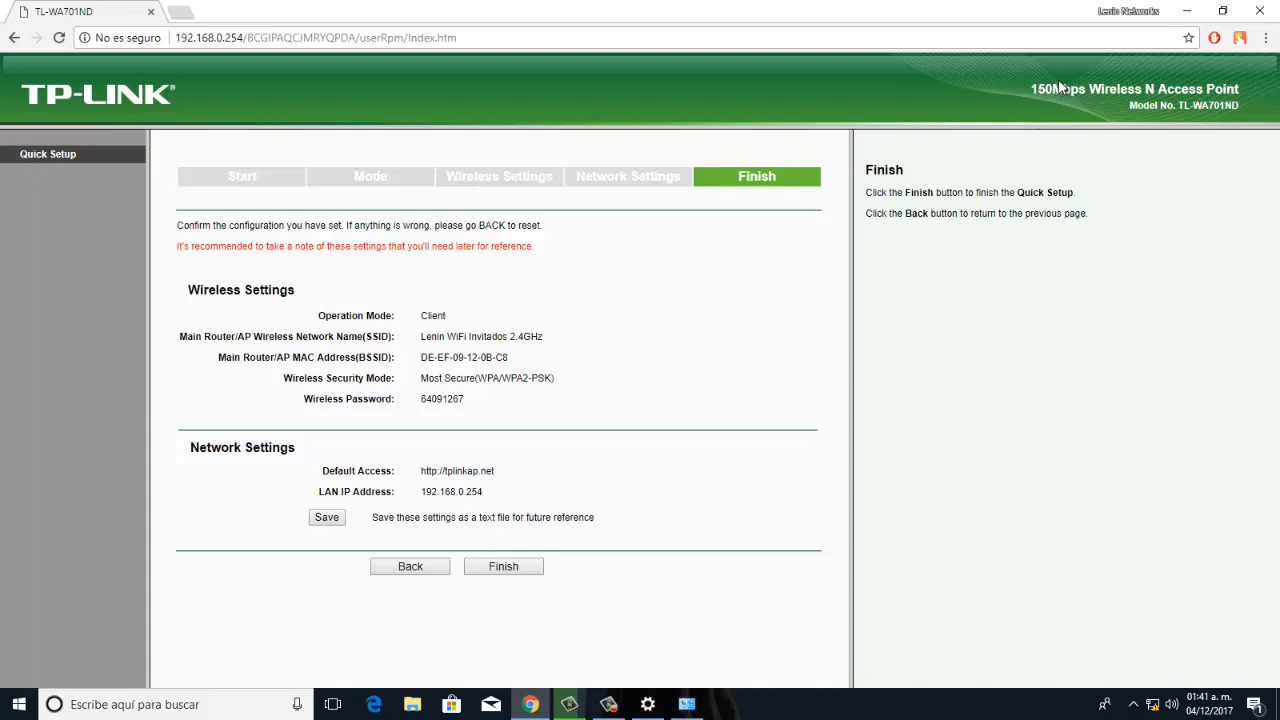 TL-WA701ND
Lenin Networks
No es seguro
192.168.0.254/BCGIPAQCJMRYQPDA/userRpm/Index.htm
TP-LINK®
150Mbps Wireless N Access Point
Model No. TL-WA701ND
Quick Setup
Start
Mode
Wireless Settings
Network Settings
Finish
Confirm the configuration you have set. If anything is wrong, please go BACK to reset.
It's recommended to take a note of these settings that you'll need later for reference.
Wireless Settings
Operation Mode: Client
Main Router/AP Wireless Network Name(SSID): Lenin WiFi Invitados 2.4GHz
Main Router/AP MAC Address(BSSID): DE-EF-09-12-0B-C8
Wireless Security Mode: Most Secure(WPA/WPA2-PSK)
Wireless Password: 64091267
Network Settings
Default Access: http://tplinkap.net
LAN IP Address: 192.168.0.254
Save
Save these settings as a text file for future reference
Back
Finish
Finish
Click the Finish button to finish the Quick Setup.
Click the Back button to return to the previous page.
Escribe aquí para buscar
01:41 a. m.
04/12/2017
1